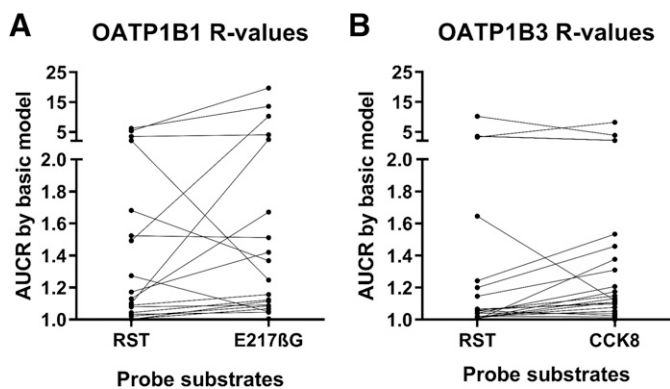 A OATP1B1 R-values
AUCR by basic model
25
15
5
2.0
1.8
1.6
1.4
1.2
1.0
RST E217ßG
Probe substrates
B OATP1B3 R-values
AUCR by basic model
25
15
5
2.0
1.8
1.6
1.4
1.2
1.0
RST CCK8
Probe substrates